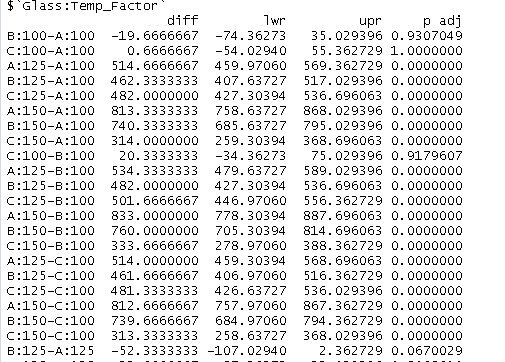 $`Glass:Temp_Factor`
diff lwr upr p adj
B:100-A:100 -19.6666667 -74.36273 35.029396 0.9307049
C:100-A:100 0.6666667 -54.02940 55.362729 1.0000000
A:125-A:100 514.6666667 459.97060 569.362729 0.0000000
B:125-A:100 462.3333333 407.63727 517.029396 0.0000000
C:125-A:100 482.0000000 427.30394 536.696063 0.0000000
A:150-A:100 813.3333333 758.63727 868.029396 0.0000000
B:150-A:100 740.3333333 685.63727 795.029396 0.0000000
C:150-A:100 314.0000000 259.30394 368.696063 0.0000000
C:100-B:100 20.3333333 -34.36273 75.029396 0.9179607
A:125-B:100 534.3333333 479.63727 589.029396 0.0000000
B:125-B:100 482.0000000 427.30394 536.696063 0.0000000
C:125-B:100 501.6666667 446.97060 556.362729 0.0000000
A:150-B:100 833.0000000 778.30394 887.696063 0.0000000
B:150-B:100 760.0000000 705.30394 814.696063 0.0000000
C:150-B:100 333.6666667 278.97060 388.362729 0.0000000
A:125-C:100 514.0000000 459.30394 568.696063 0.0000000
B:125-C:100 461.6666667 406.97060 516.362729 0.0000000
C:125-C:100 481.3333333 426.63727 536.029396 0.0000000
A:150-C:100 812.6666667 757.97060 867.362729 0.0000000
B:150-C:100 739.6666667 684.97060 794.362729 0.0000000
C:150-C:100 313.3333333 258.63727 368.029396 0.0000000
B:125-A:125 -52.3333333 -107.02940 2.362729 0.0670029